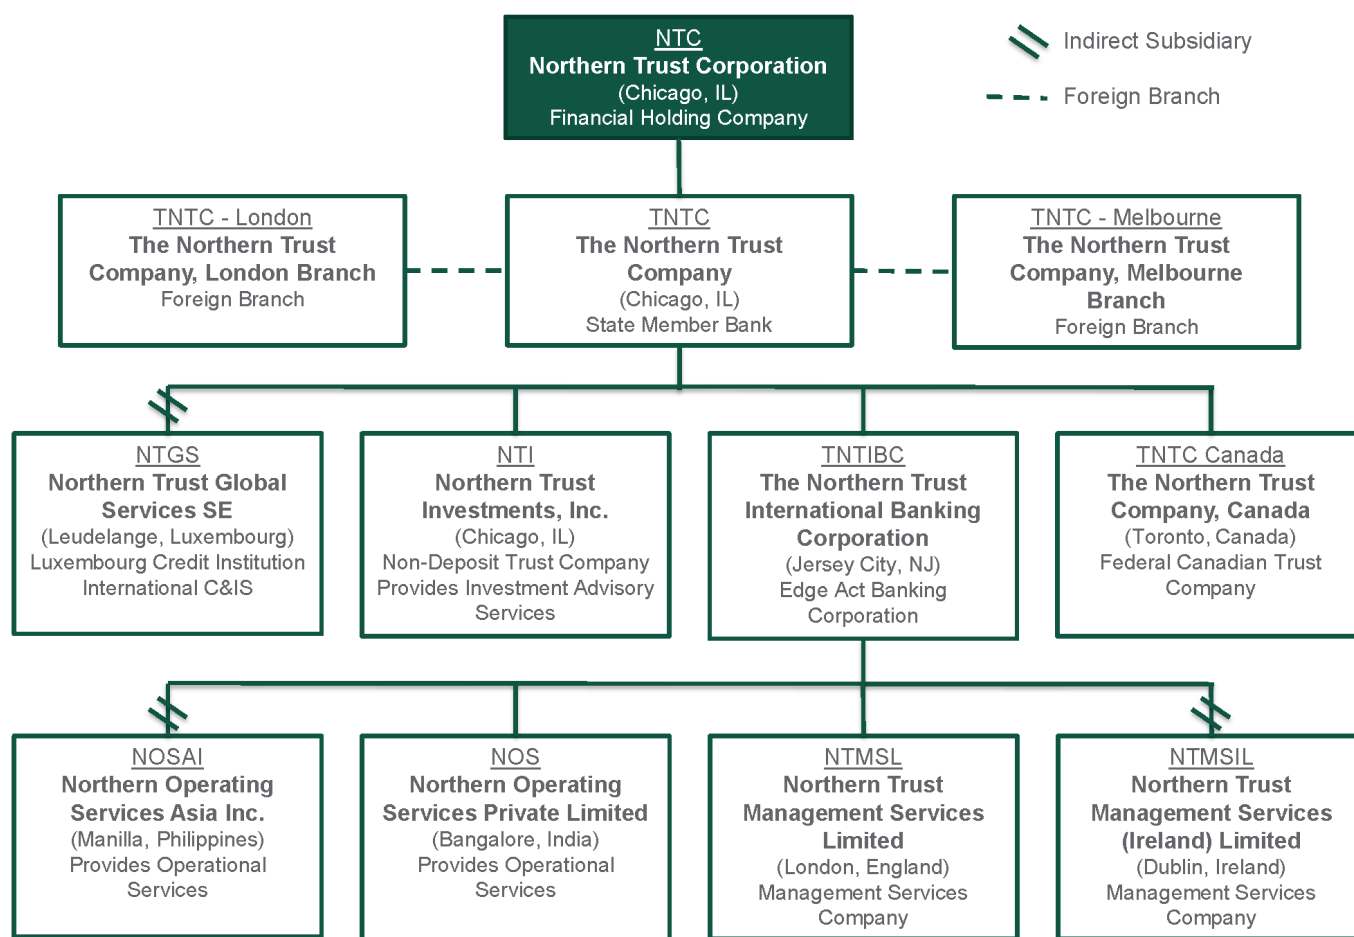 NTC
Northern Trust Corporation
(Chicago, IL)
Financial Holding Company
Indirect Subsidiary
Foreign Branch
TNTC - London
The Northern Trust
Company, London Branch
Foreign Branch
TNTC
The Northern Trust
Company
(Chicago, IL)
State Member Bank
TNTC - Melbourne
The Northern Trust
Company, Melbourne
Branch
Foreign Branch
NTGS
Northern Trust Global
Services SE
(Leudelange, Luxembourg)
Luxembourg Credit Institution
International C&IS
NTI
Northern Trust
Investments, Inc.
(Chicago, IL)
Non-Deposit Trust Company
Provides Investment Advisory
Services
TNTIBC
The Northern Trust
International Banking
Corporation
(Jersey City, NJ)
Edge Act Banking
Corporation
TNTC Canada
The Northern Trust
Company, Canada
(Toronto, Canada)
Federal Canadian Trust
Company
NOSAI
Northern Operating
Services Asia Inc.
(Manilla, Philippines)
Provides Operational
Services
NOS
Northern Operating
Services Private Limited
(Bangalore, India)
Provides Operational
Services
NTMSL
Northern Trust
Management Services
Limited
(London, England)
Management Services
Company
NTMSIL
Northern Trust
Management Services
(Ireland) Limited
(Dublin, Ireland)
Management Services
Company